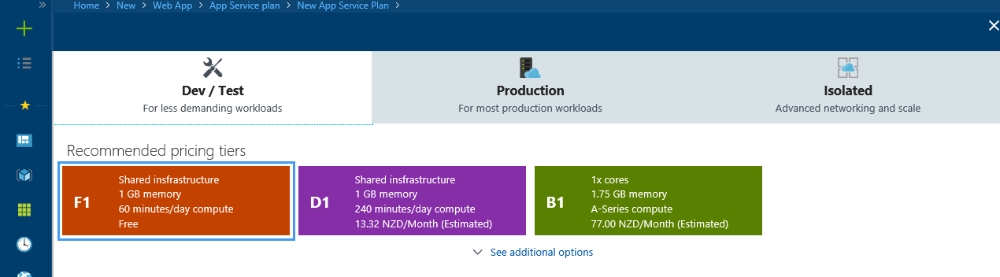 Home > New > Web App > App Service plan > New App Service Plan >
Dev / Test
For less demanding workloads
Production
For most production workloads
Isolated
Advanced networking and scale
Recommended pricing tiers
F1
Shared insfrastructure
1 GB memory
60 minutes/day compute
Free
D1
Shared insfrastructure
1 GB memory
240 minutes/day compute
13.32 NZD/Month (Estimated)
B1
1x cores
1.75 GB memory
A-Series compute
77.00 NZD/Month (Estimated)
See additional options